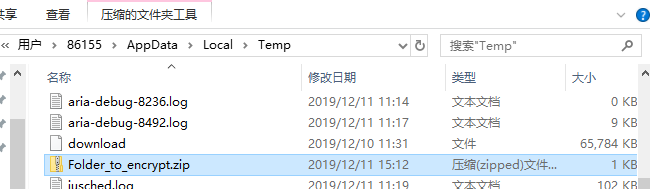 共享 查看 压缩的文件夹工具
用户 > 86155 > AppData > Local > Temp > 搜索"Temp"
名称 修改日期 类型 大小
aria-debug-8236.log 2019/12/11 11:14 文本文档 0 KB
aria-debug-8492.log 2019/12/11 11:17 文本文档 9 KB
download 2019/12/10 11:31 文件 65,784 KB
Folder_to_encrypt.zip 2019/12/11 15:12 压缩(zipped)文件... 1 KB
jusched.log 2019/12/11 11:19 文本文档 102 KB